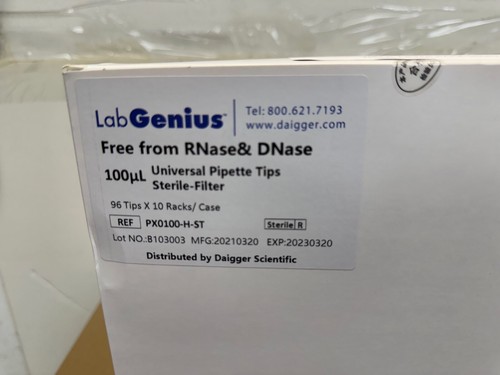 LabGenius
Tel: 800.621.7193
www.daigger.com
Free from RNase& DNase
100μL Universal Pipette Tips
Sterile-Filter
96 Tips X 10 Racks/ Case
REF PX0100-H-ST Sterile R
Lot NO.:B103003 MFG:20210320 EXP:20230320
Distributed by Daigger Scientific
合